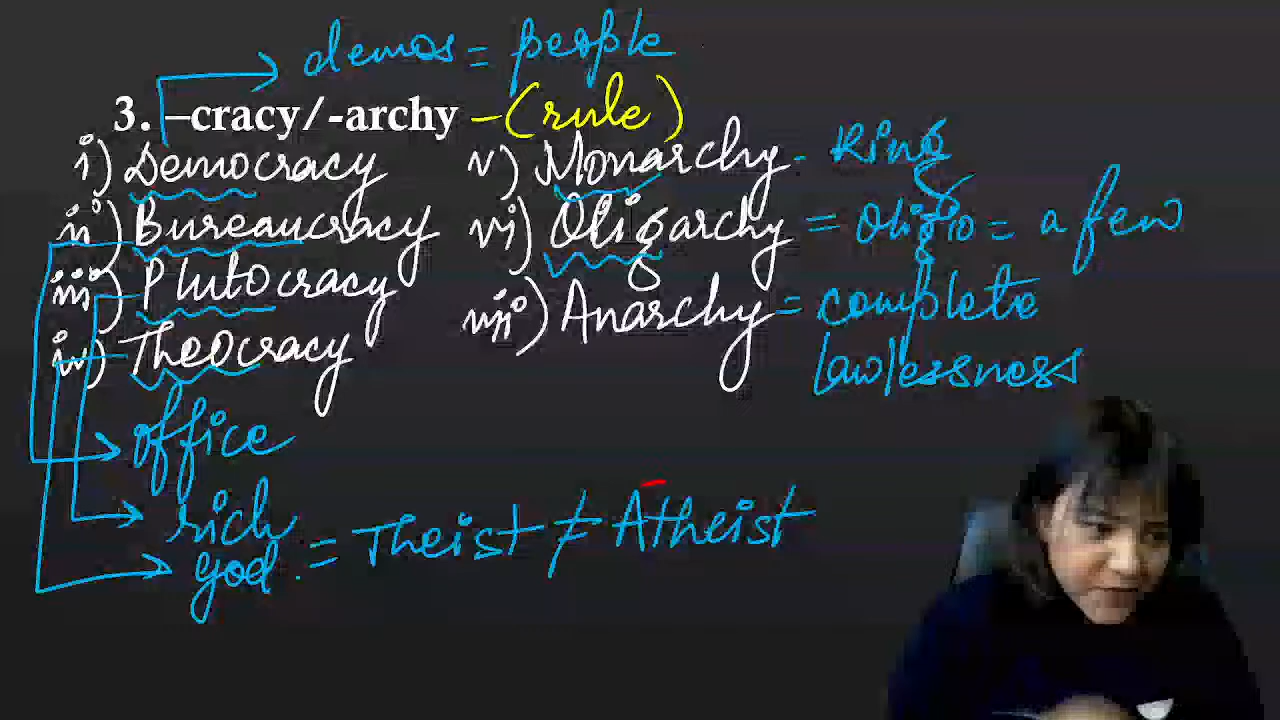 demos = people
3. –cracy/-archy – (rule)
i) Democracy
ii) Bureaucracy
iii) Plutocracy
iv) Theocracy
v) Monarchy - King
vi) Oligarchy = Oligio = a few
vii) Anarchy = complete
lawlessness
office
rich
god = Theist ≠ Atheist